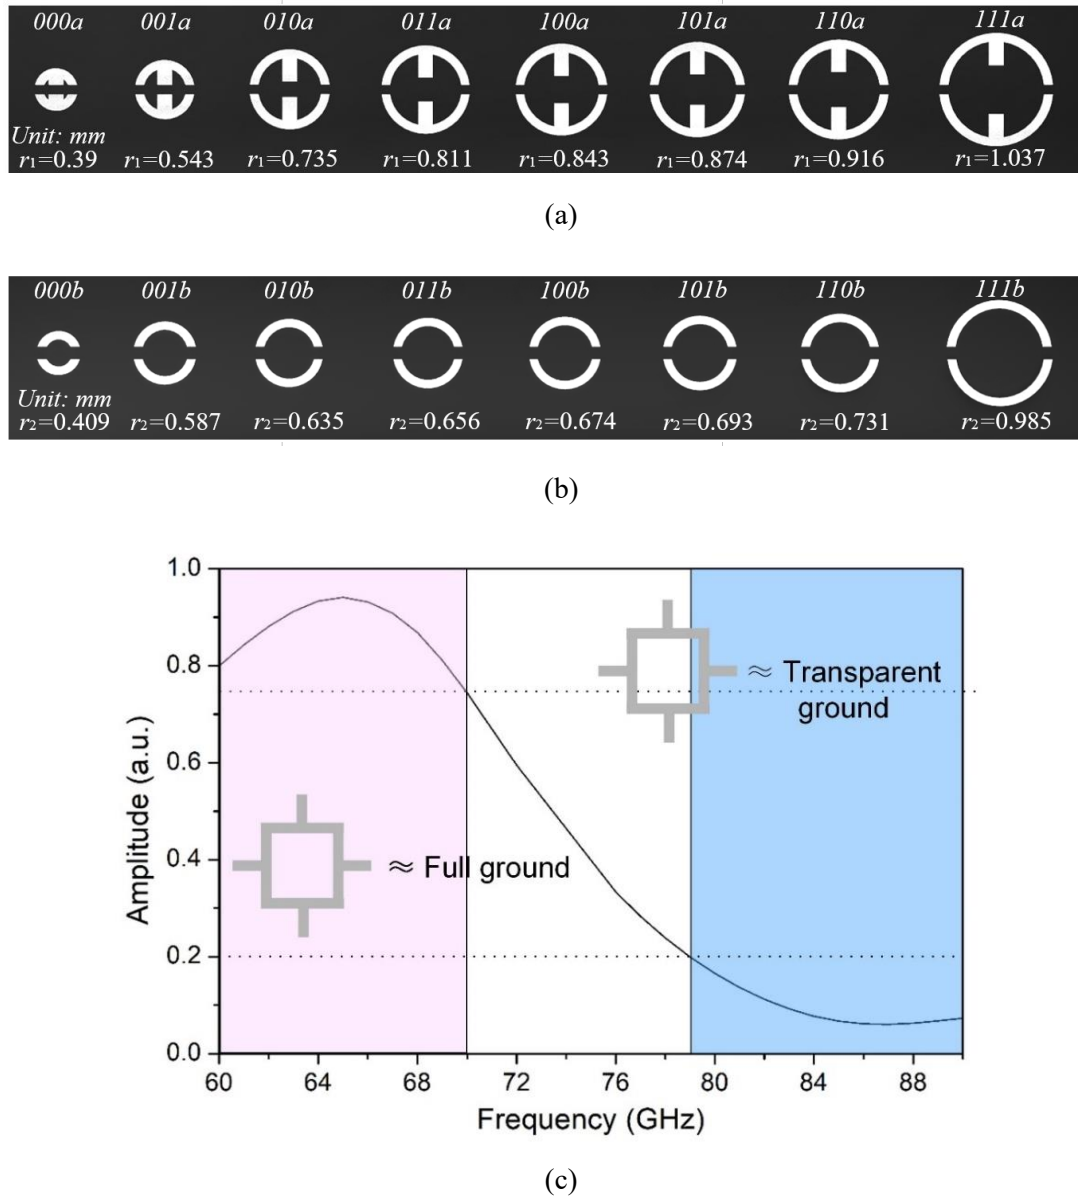 000a 001a 010a 011a 100a 101a 110a 111a
Unit: mm
r₁=0.39 r₁=0.543 r₁=0.735 r₁=0.811 r₁=0.843 r₁=0.874 r₁=0.916 r₁=1.037
(a)
000b 001b 010b 011b 100b 101b 110b 111b
Unit: mm
r₂=0.409 r₂=0.587 r₂=0.635 r₂=0.656 r₂=0.674 r₂=0.693 r₂=0.731 r₂=0.985
(b)
1.0
0.8
0.6
0.4
0.2
0.0
Amplitude (a.u.)
≈ Transparent
ground
≈ Full ground
60 64 68 72 76 80 84 88
Frequency (GHz)
(c)